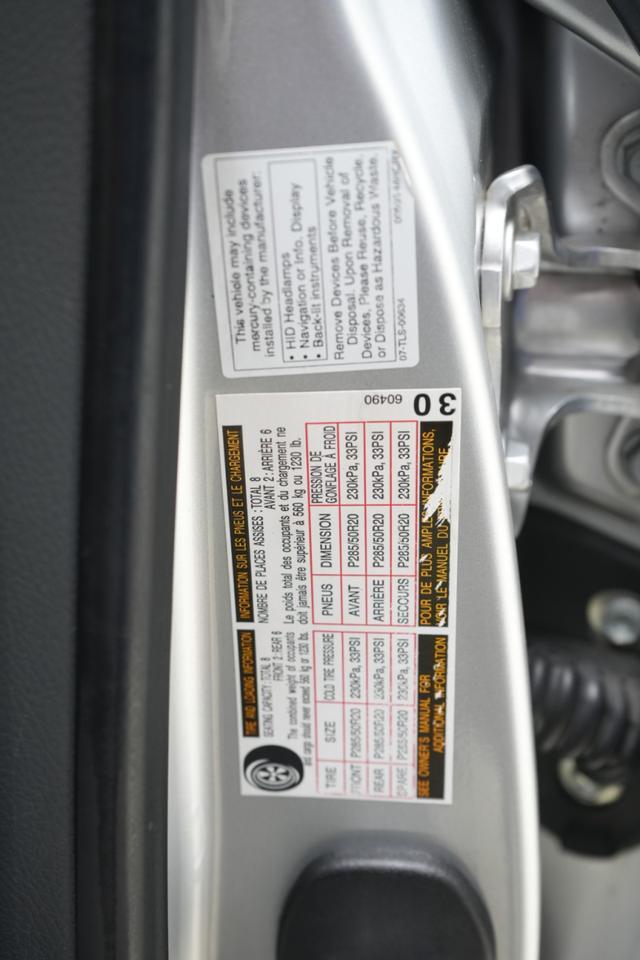 This vehicle may include
mercury-containing devices
installed by the manufacturer:
• HID Headlamps
• Navigation or Info. Display
• Back-lit instruments
Remove Devices Before Vehicle
Disposal. Upon Removal of
Devices, Please Reuse, Recycle,
or Dispose as Hazardous Waste.
07-TLS-00634
TIRE AND LOADING INFORMATION
SEATING CAPACITY: TOTAL 8
FRONT 2: REAR 6
The combined weight of occupants
and cargo should never exceed 560 kg or 1230 lbs.
TIRE SIZE COLD TIRE PRESSURE
FRONT P285/50R20 230kPa, 33PSI
REAR P285/50R20 230kPa, 33PSI
SPARE P285/50R20 230kPa, 33PSI
SEE OWNER'S MANUAL FOR
ADDITIONAL INFORMATION
INFORMATION SUR LES PNEUS ET LE CHARGEMENT
NOMBRE DE PLACES ASSISES : TOTAL 8
AVANT 2 : ARRIÈRE 6
Le poids total des occupants et du chargement ne
doit jamais être supérieur à 560 kg ou 1230 lb.
PNEUS DIMENSION PRESSION DE
GONFLAGE À FROID
AVANT P285/50R20 230kPa, 33PSI
ARRIÈRE P285/50R20 230kPa, 33PSI
SECOURS P285/50R20 230kPa, 33PSI
POUR DE PLUS AMPLE INFORMATIONS,
VOIR LE MANUEL DU
60490
30